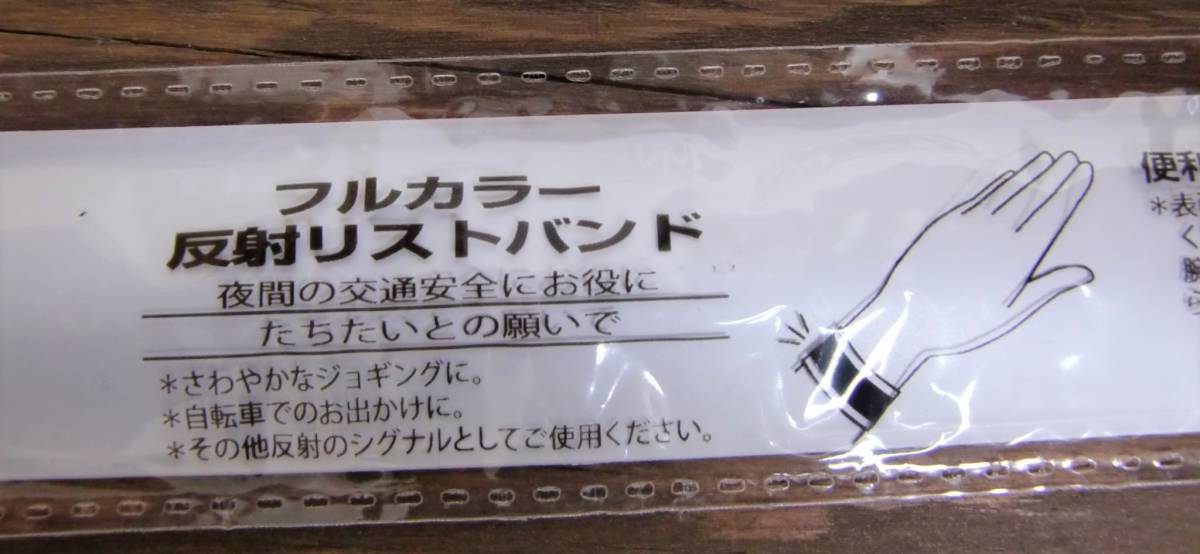 フルカラー
反射リストバンド
夜間の交通安全にお役に
たちたいとの願いで
*さわやかなジョギングに。
*自転車でのお出かけに。
*その他反射のシグナルとしてご使用ください。
便利
*表
く
腕